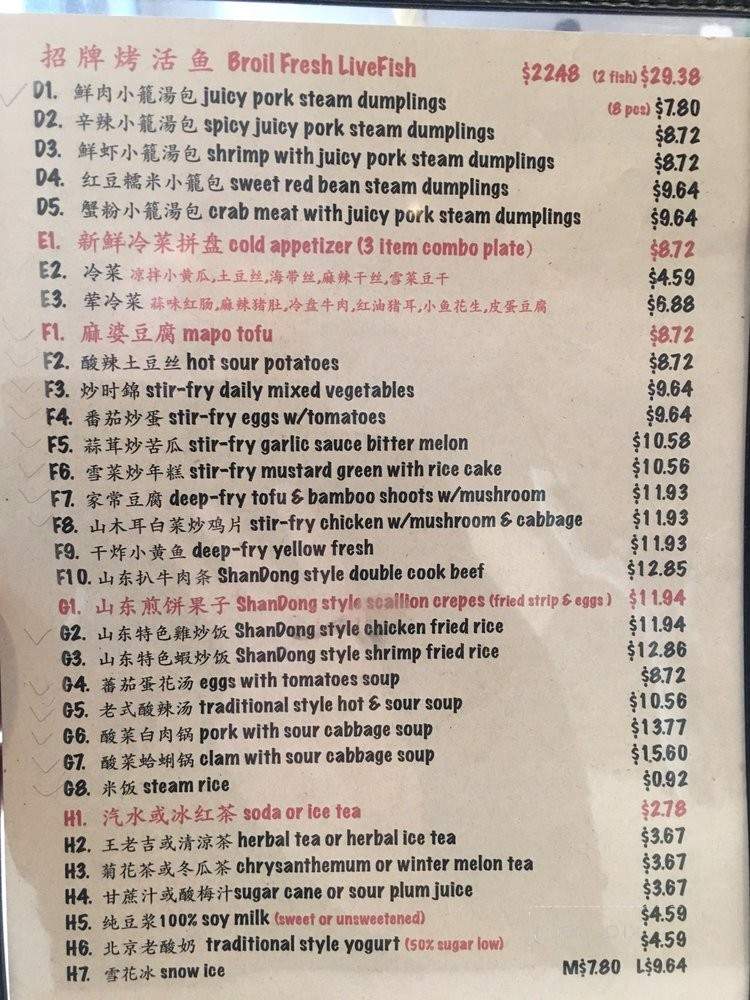 招牌烤活鱼 Broil Fresh LiveFish $22.48 (2 fish) $29.38
D1. 鲜肉小籠湯包 juicy pork steam dumplings (8 pcs) $7.80
D2. 辛辣小籠湯包 spicy juicy pork steam dumplings $8.72
D3. 鲜虾小籠湯包 shrimp with juicy pork steam dumplings $8.72
D4. 红豆糯米小籠包 sweet red bean steam dumplings $9.64
D5. 蟹粉小籠湯包 crab meat with juicy pork steam dumplings $9.64
E1. 新鲜冷菜拼盘 cold appetizer (3 item combo plate) $8.72
E2. 冷菜 凉拌小黄瓜,土豆丝,海带丝,麻辣干丝,雪菜豆干 $4.59
E3. 荤冷菜 蒜味红肠,麻辣猪肚,冷盘牛肉,红油猪耳,小鱼花生,皮蛋豆腐 $6.88
F1. 麻婆豆腐 mapo tofu $8.72
F2. 酸辣土豆丝 hot sour potatoes $8.72
F3. 炒时錦 stir-fry daily mixed vegetables $9.64
F4. 番茄炒蛋 stir-fry eggs w/tomatoes $9.64
F5. 蒜茸炒苦瓜 stir-fry garlic sauce bitter melon $10.58
F6. 雪菜炒年糕 stir-fry mustard green with rice cake $10.56
F7. 家常豆腐 deep-fry tofu & bamboo shoots w/mushroom $11.93
F8. 山木耳白菜炒鸡片 stir-fry chicken w/mushroom & cabbage $11.93
F9. 干炸小黄鱼 deep-fry yellow fresh $11.93
F10. 山东扒牛肉条 ShanDong style double cook beef $12.85
G1. 山东煎饼果子 ShanDong style scallion crepes (fried strip & eggs) $11.94
G2. 山东特色雞炒饭 ShanDong style chicken fried rice $11.94
G3. 山东特色蝦炒饭 ShanDong style shrimp fried rice $12.86
G4. 蕃茄蛋花汤 eggs with tomatoes soup $8.72
G5. 老式酸辣汤 traditional style hot & sour soup $10.56
G6. 酸菜白肉锅 pork with sour cabbage soup $13.77
G7. 酸菜蛤蜊锅 clam with sour cabbage soup $15.60
G8. 米饭 steam rice $0.92
H1. 汽水或冰红茶 soda or ice tea $2.78
H2. 王老吉或清涼茶 herbal tea or herbal ice tea $3.67
H3. 菊花茶或冬瓜茶 chrysanthemum or winter melon tea $3.67
H4. 甘蔗汁或酸梅汁 sugar cane or sour plum juice $3.67
H5. 纯豆浆 100% soy milk (sweet or unsweetened) $4.59
H6. 北京老酸奶 traditional style yogurt (50% sugar low) $4.59
H7. 雪花冰 snow ice M$7.80 L$9.64